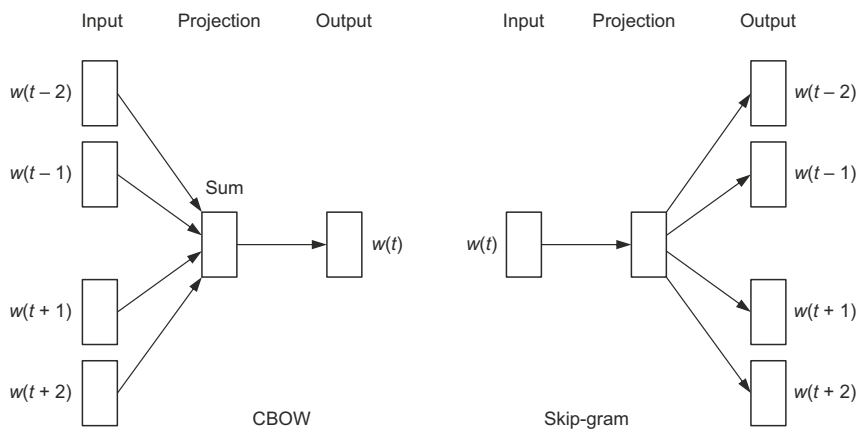 Input Projection Output
w(t – 2)
w(t – 1)
Sum
w(t)
w(t + 1)
w(t + 2)
CBOW
Input Projection Output
w(t – 2)
w(t – 1)
w(t)
w(t + 1)
w(t + 2)
Skip-gram